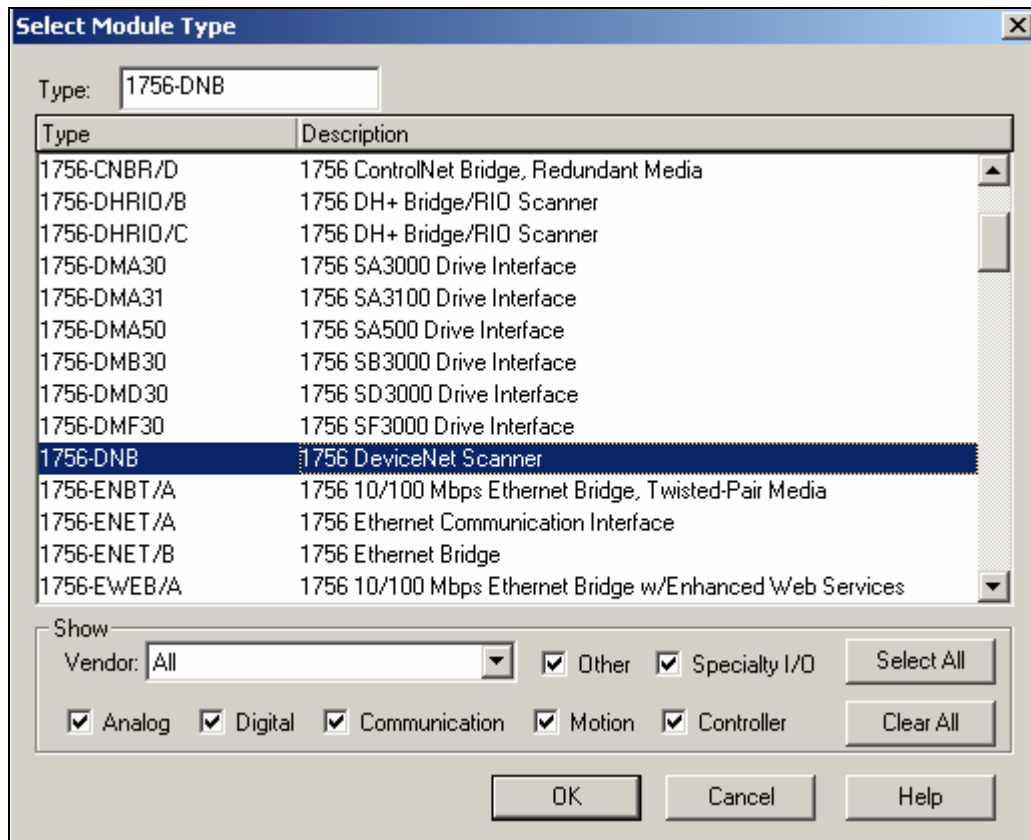 Select Module Type
Type: 1756-DNB
Type Description
1756-CNBR/D 1756 ControlNet Bridge, Redundant Media
1756-DHRIO/B 1756 DH+ Bridge/RIO Scanner
1756-DHRIO/C 1756 DH+ Bridge/RIO Scanner
1756-DMA30 1756 SA3000 Drive Interface
1756-DMA31 1756 SA3100 Drive Interface
1756-DMA50 1756 SA500 Drive Interface
1756-DMB30 1756 SB3000 Drive Interface
1756-DMD30 1756 SD3000 Drive Interface
1756-DMF30 1756 SF3000 Drive Interface
1756-DNB 1756 DeviceNet Scanner
1756-ENBT/A 1756 10/100 Mbps Ethernet Bridge, Twisted-Pair Media
1756-ENET/A 1756 Ethernet Communication Interface
1756-ENET/B 1756 Ethernet Bridge
1756-EWEB/A 1756 10/100 Mbps Ethernet Bridge w/Enhanced Web Services
Show
Vendor: All Other Specialty I/O Select All
Analog Digital Communication Motion Controller Clear All
OK Cancel Help